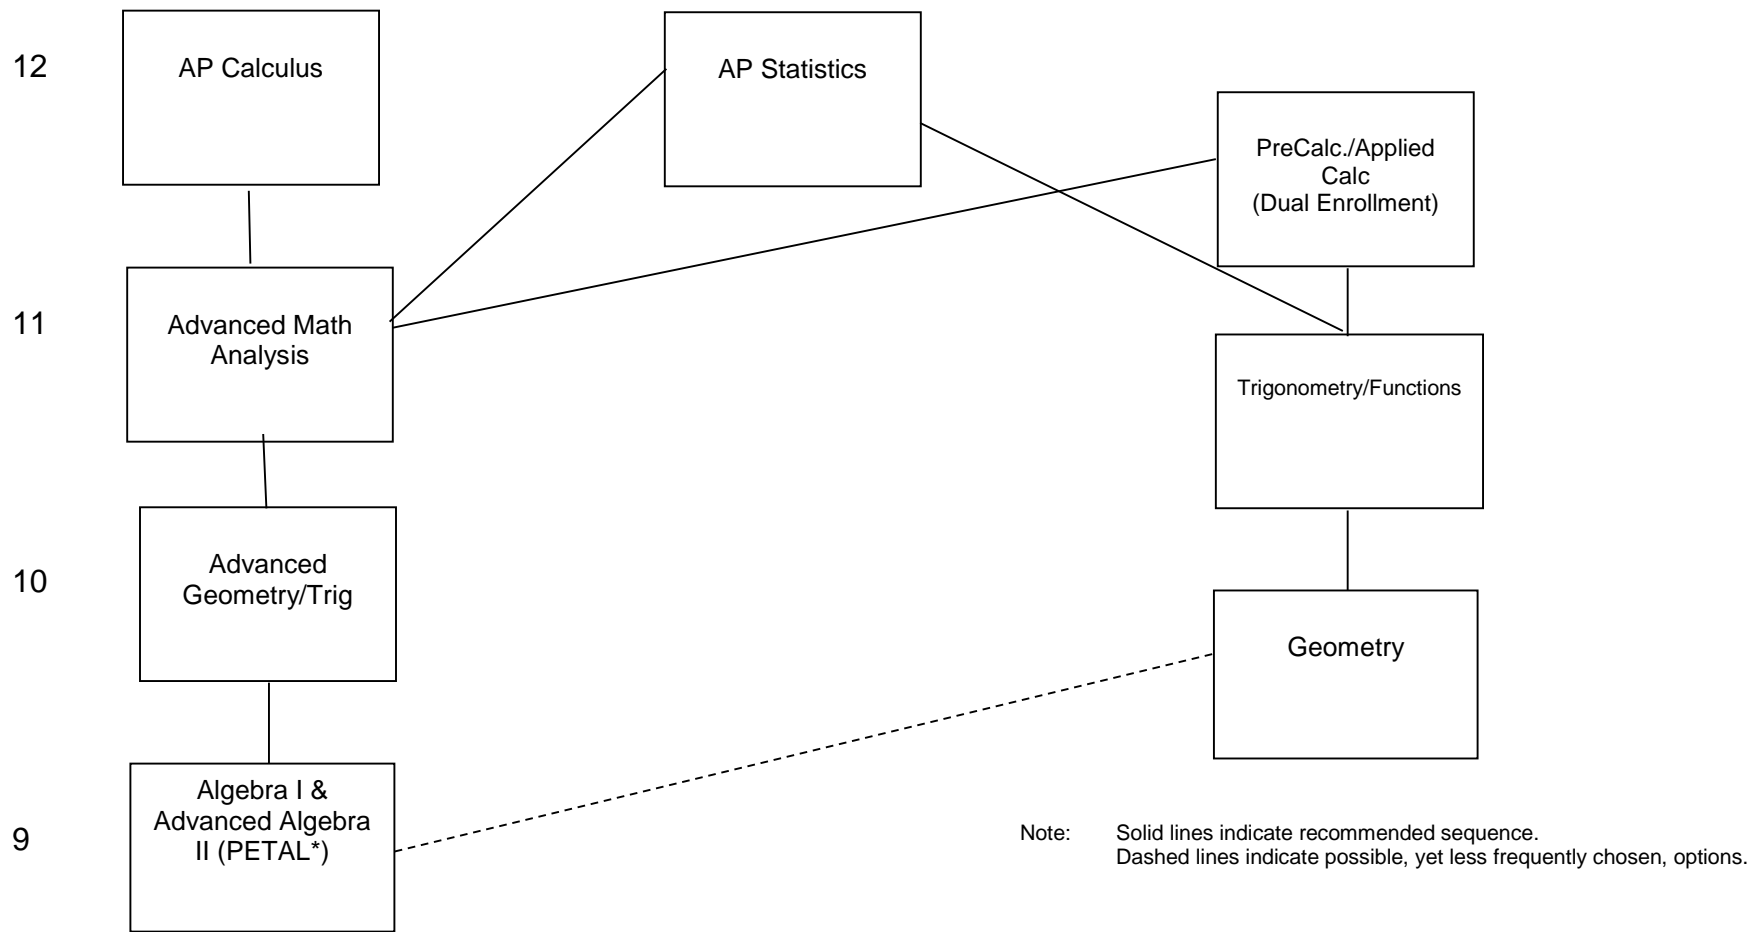 12
AP Calculus
AP Statistics
PreCalc./Applied
Calc
(Dual Enrollment)
11
Advanced Math
Analysis
Trigonometry/Functions
10
Advanced
Geometry/Trig
Geometry
9
Algebra I &
Advanced Algebra
II (PETAL*)
Note: Solid lines indicate recommended sequence.
Dashed lines indicate possible, yet less frequently chosen, options.